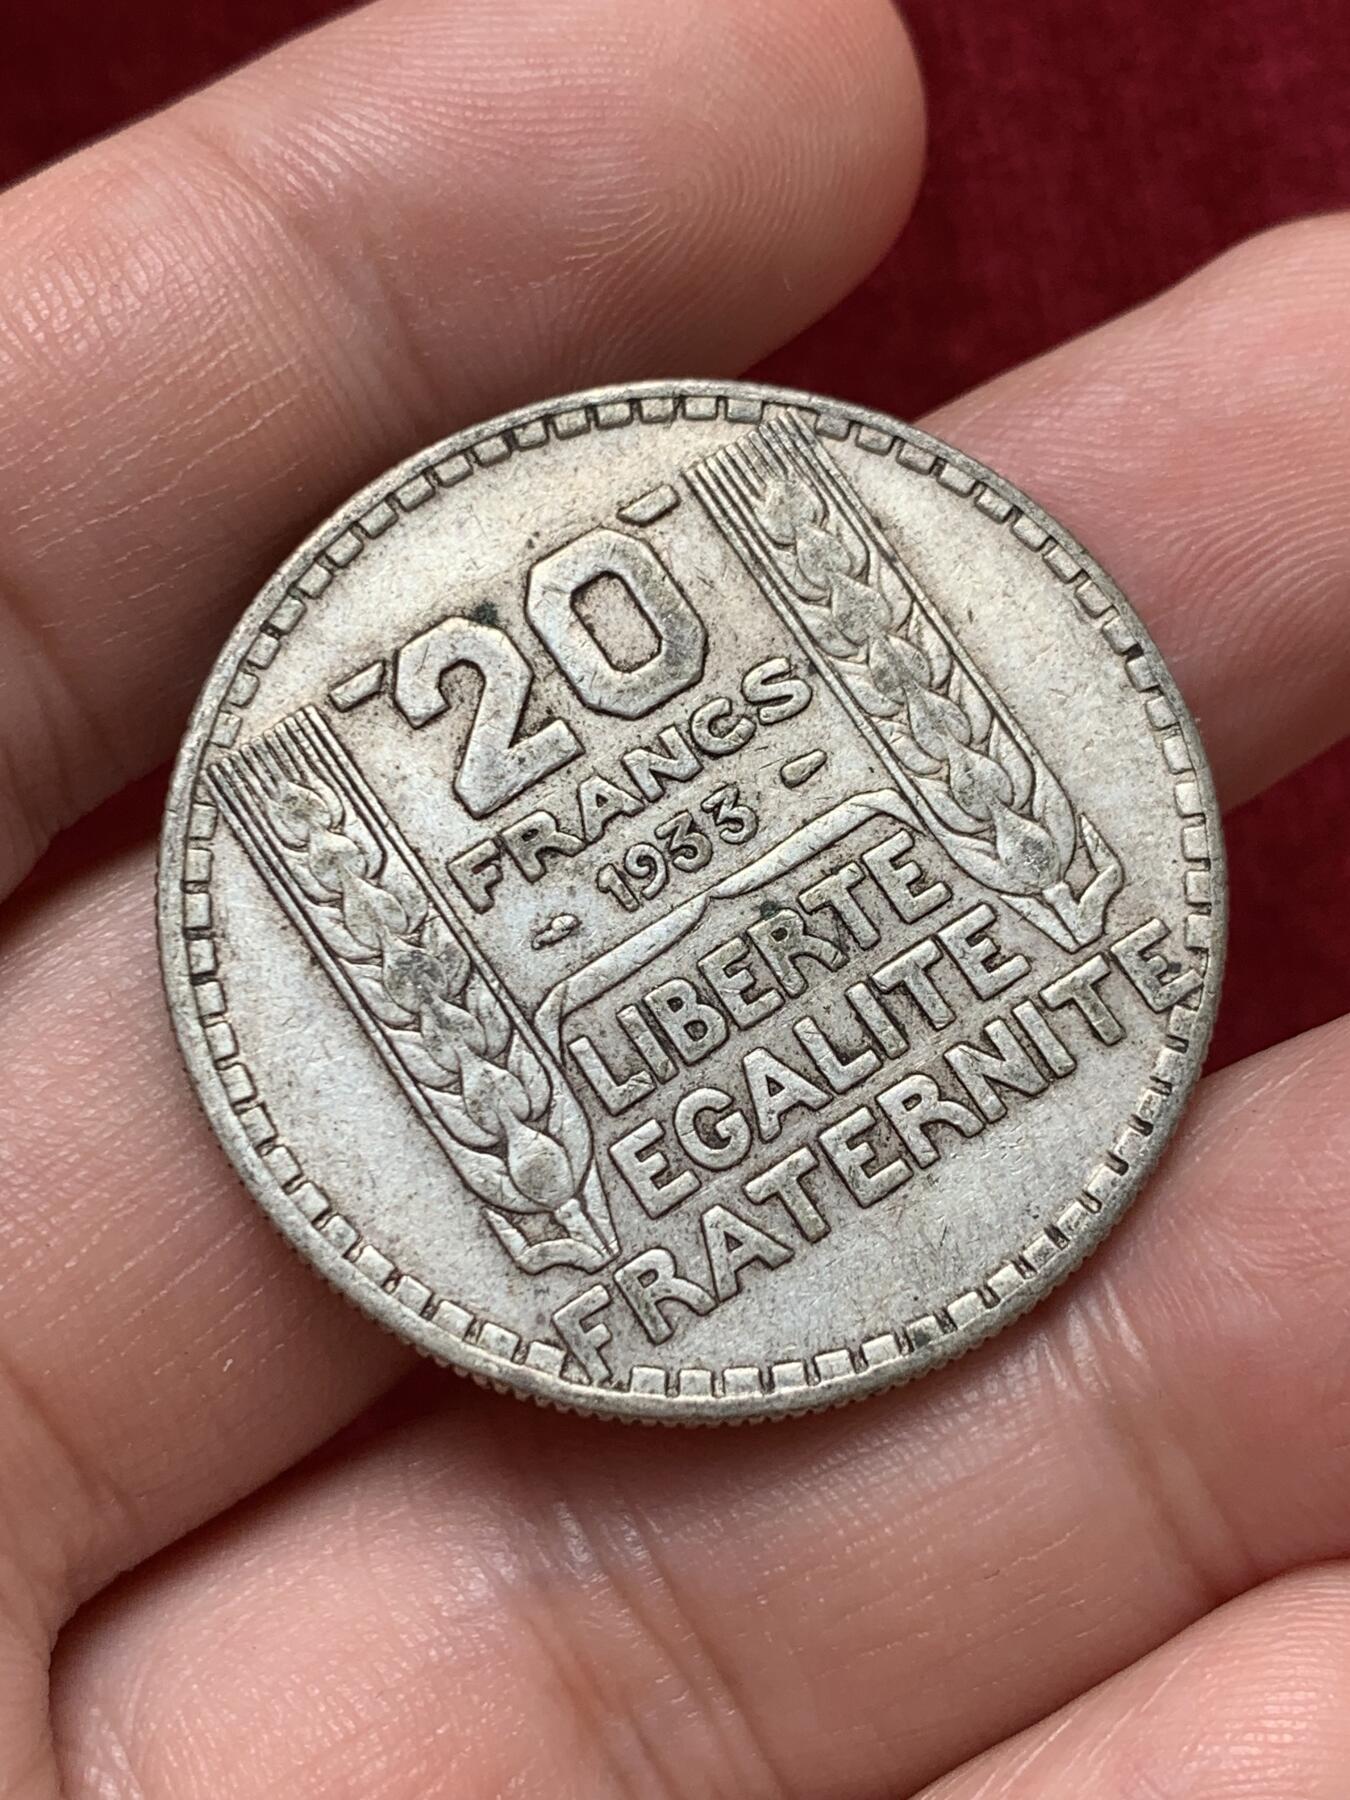 20
FRANCS
1933
LIBERTE
EGALITE
FRATERNITE